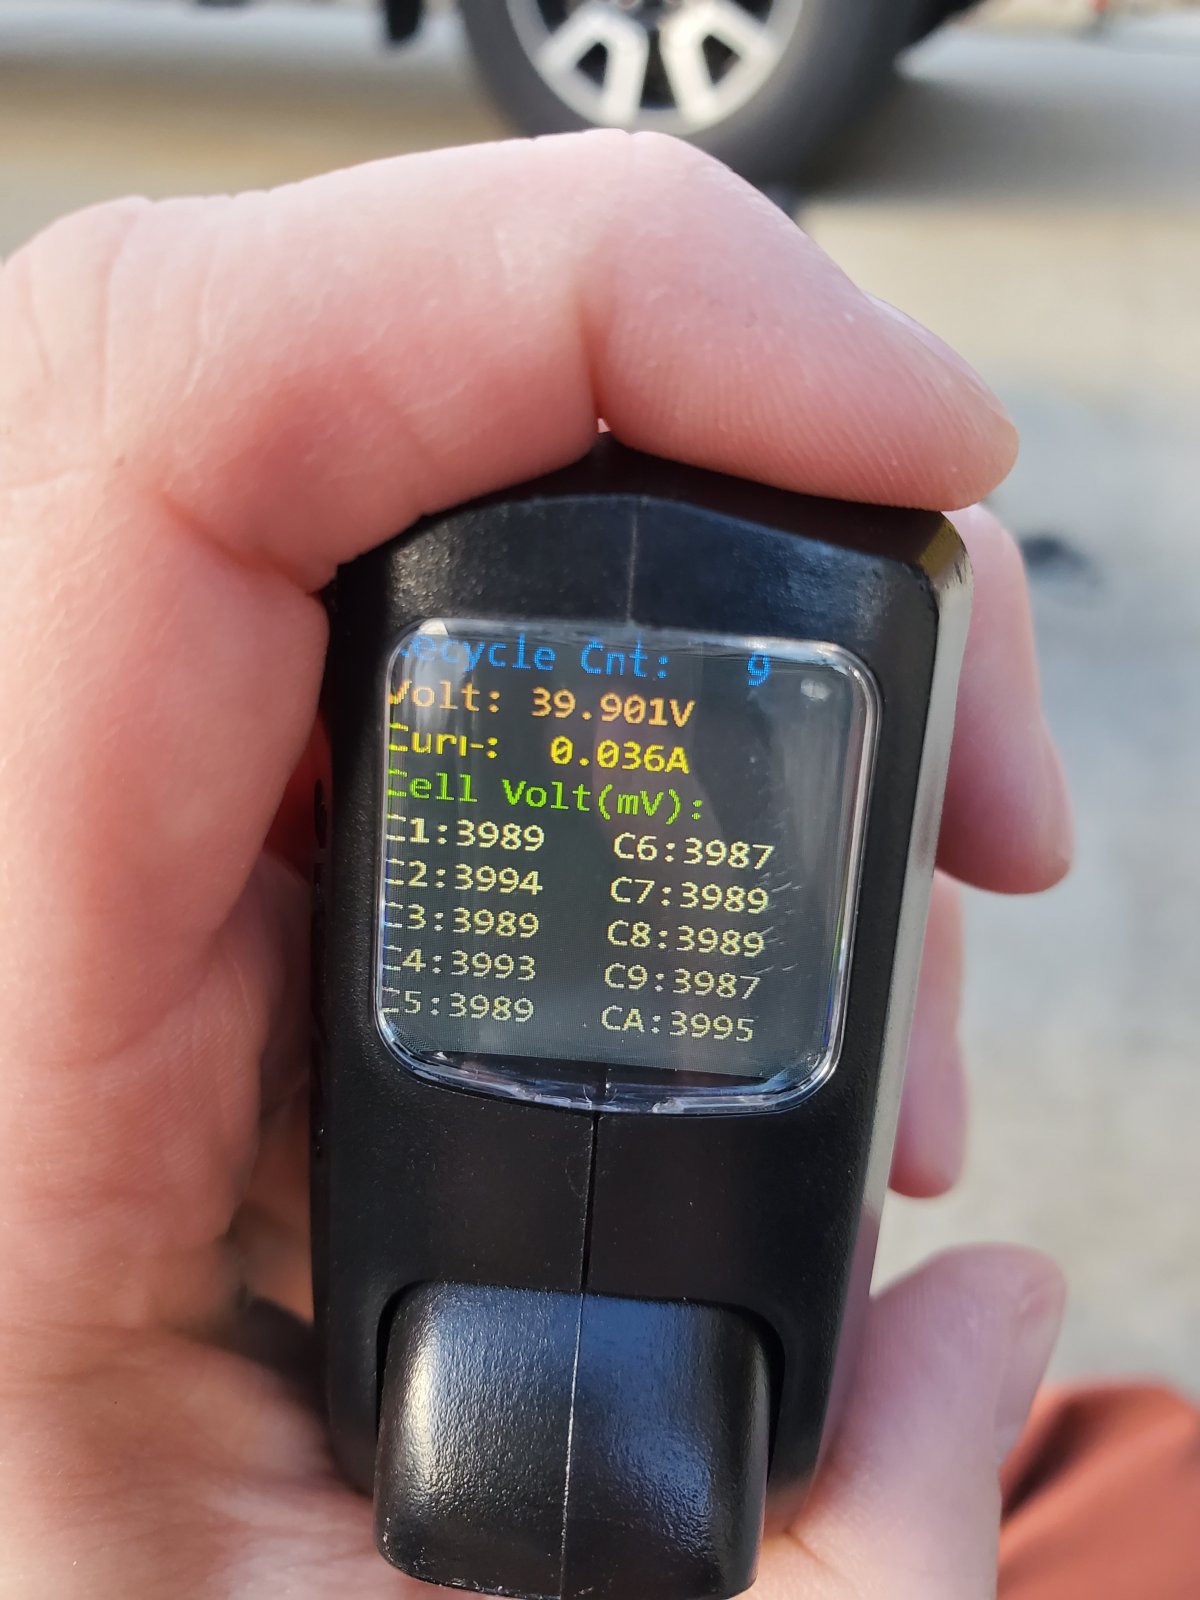 Recycle Cnt: 9
Volt: 39.901V
Curr: 0.036A
Cell Volt(mV):
C1:3989 C6:3987
C2:3994 C7:3989
C3:3989 C8:3989
C4:3993 C9:3987
C5:3989 CA:3995